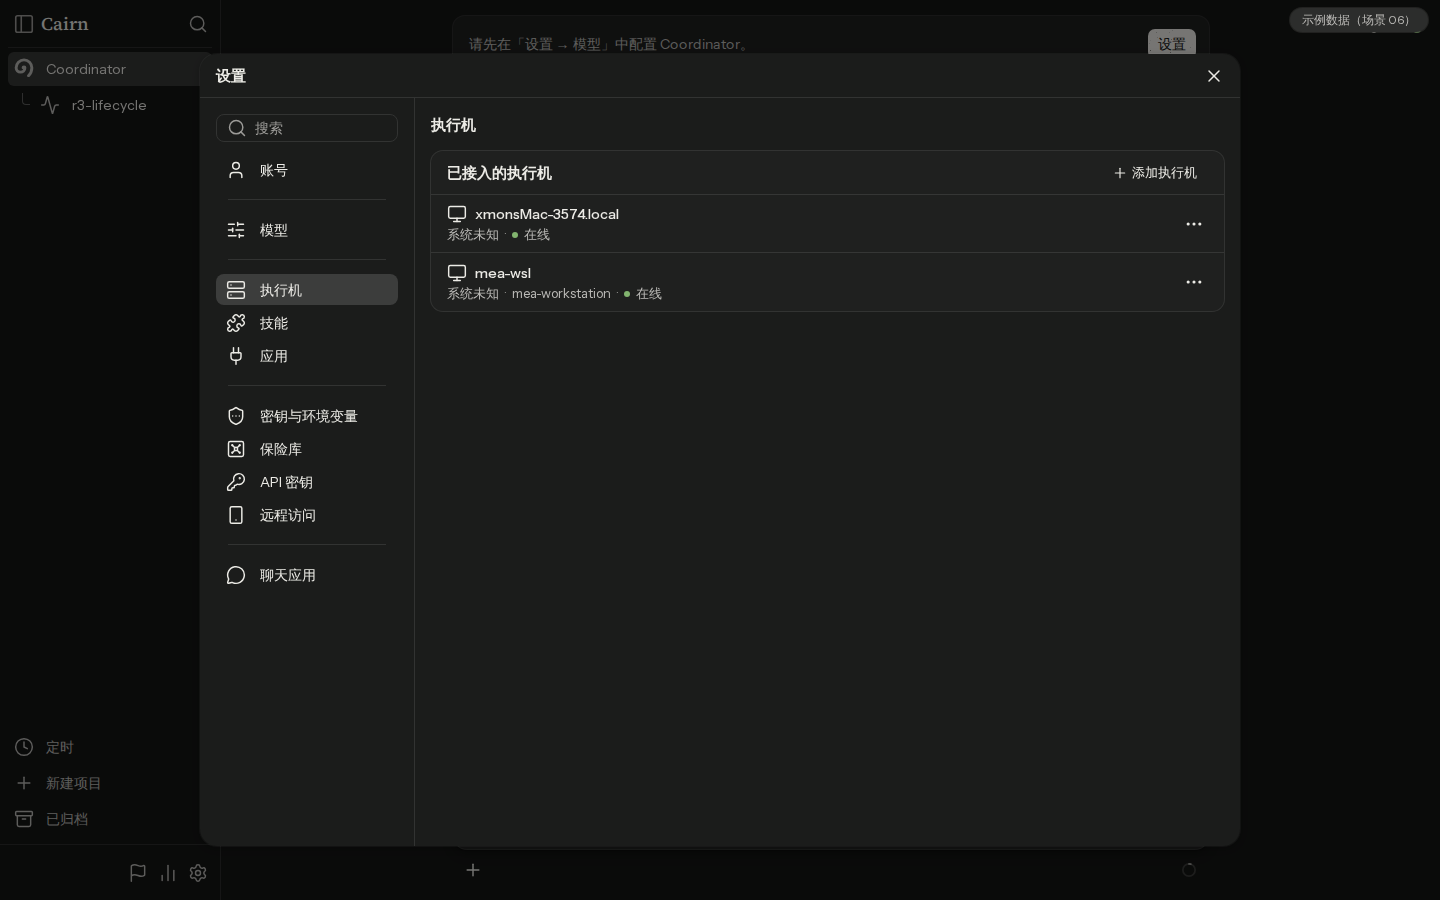 Cairn
请先在「设置 → 模型」中配置 Coordinator。
设置
示例数据（场景 06）
Coordinator
r3-lifecycle
定时
新建项目
已归档
设置
搜索
账号
模型
执行机
技能
应用
密钥与环境变量
保险库
API 密钥
远程访问
聊天应用
执行机
已接入的执行机
添加执行机
xmonsMac-3574.local
系统未知 · 在线
mea-wsl
系统未知 · mea-workstation · 在线